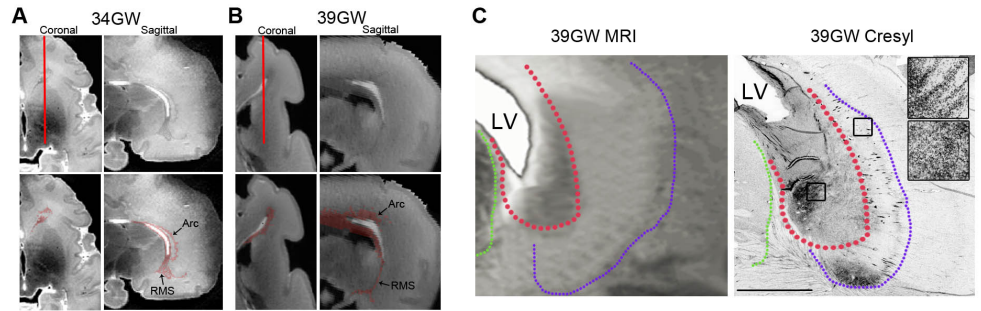 A
34GW
Coronal
Sagittal
Arc
RMS
B
39GW
Coronal
Sagittal
Arc
RMS
C
39GW MRI
39GW Cresyl
LV
LV